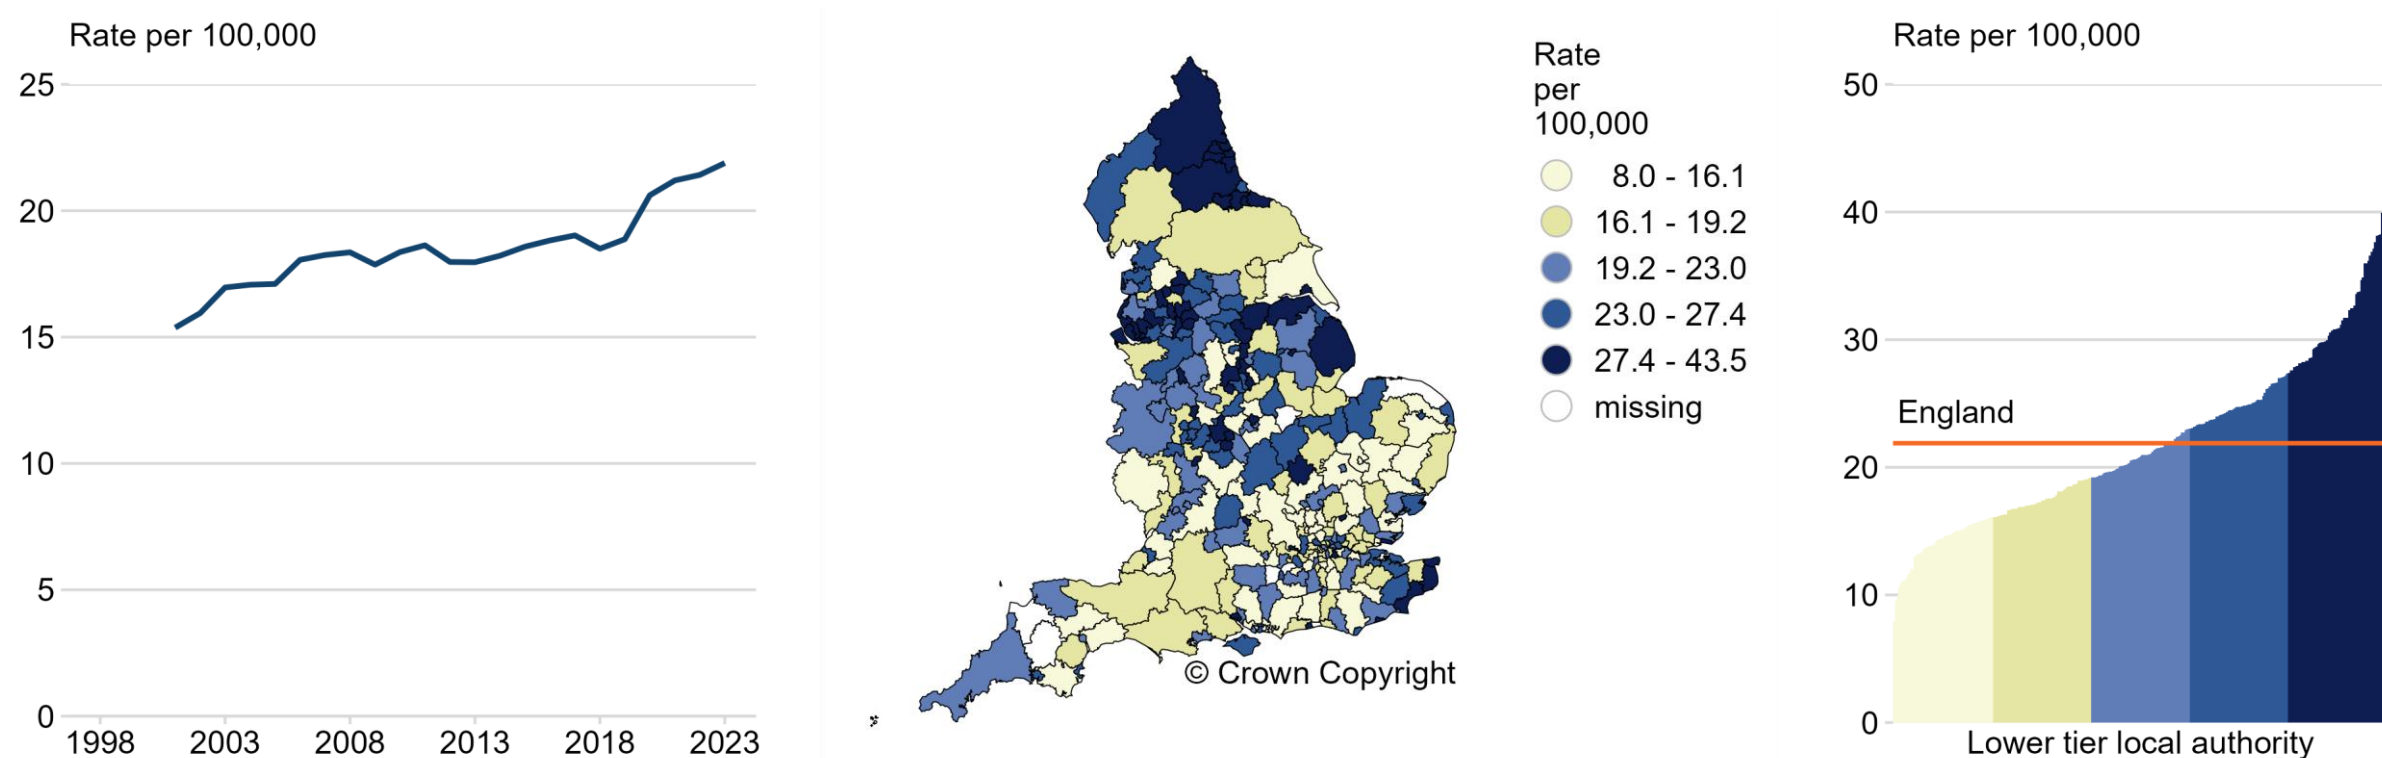 Rate per 100,000
25
20
15
10
5
0
1998 2003 2008 2013 2018 2023
Rate
per
100,000
8.0 - 16.1
16.1 - 19.2
19.2 - 23.0
23.0 - 27.4
27.4 - 43.5
missing
© Crown Copyright
Rate per 100,000
50
40
30
England
20
10
0
Lower tier local authority